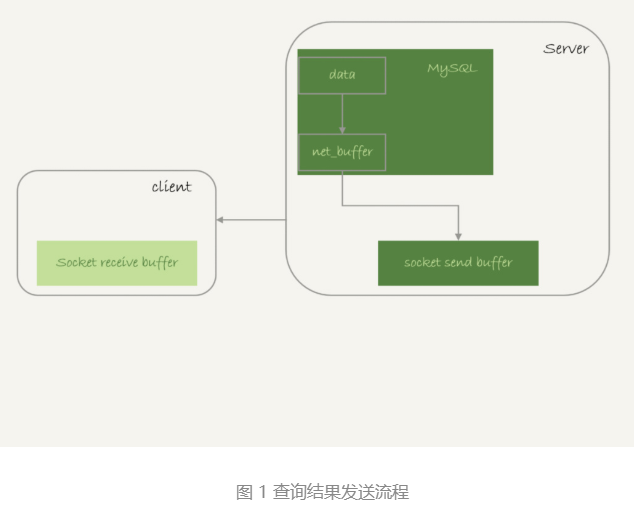 Server
MySQL
data
net_buffer
client
Socket receive buffer
socket send buffer
图 1 查询结果发送流程